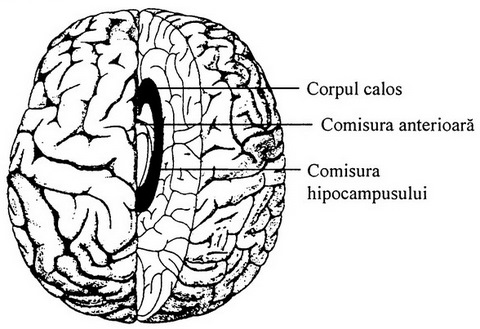 Corpul calos
Comisura anterioară
Comisura
hipocampusului